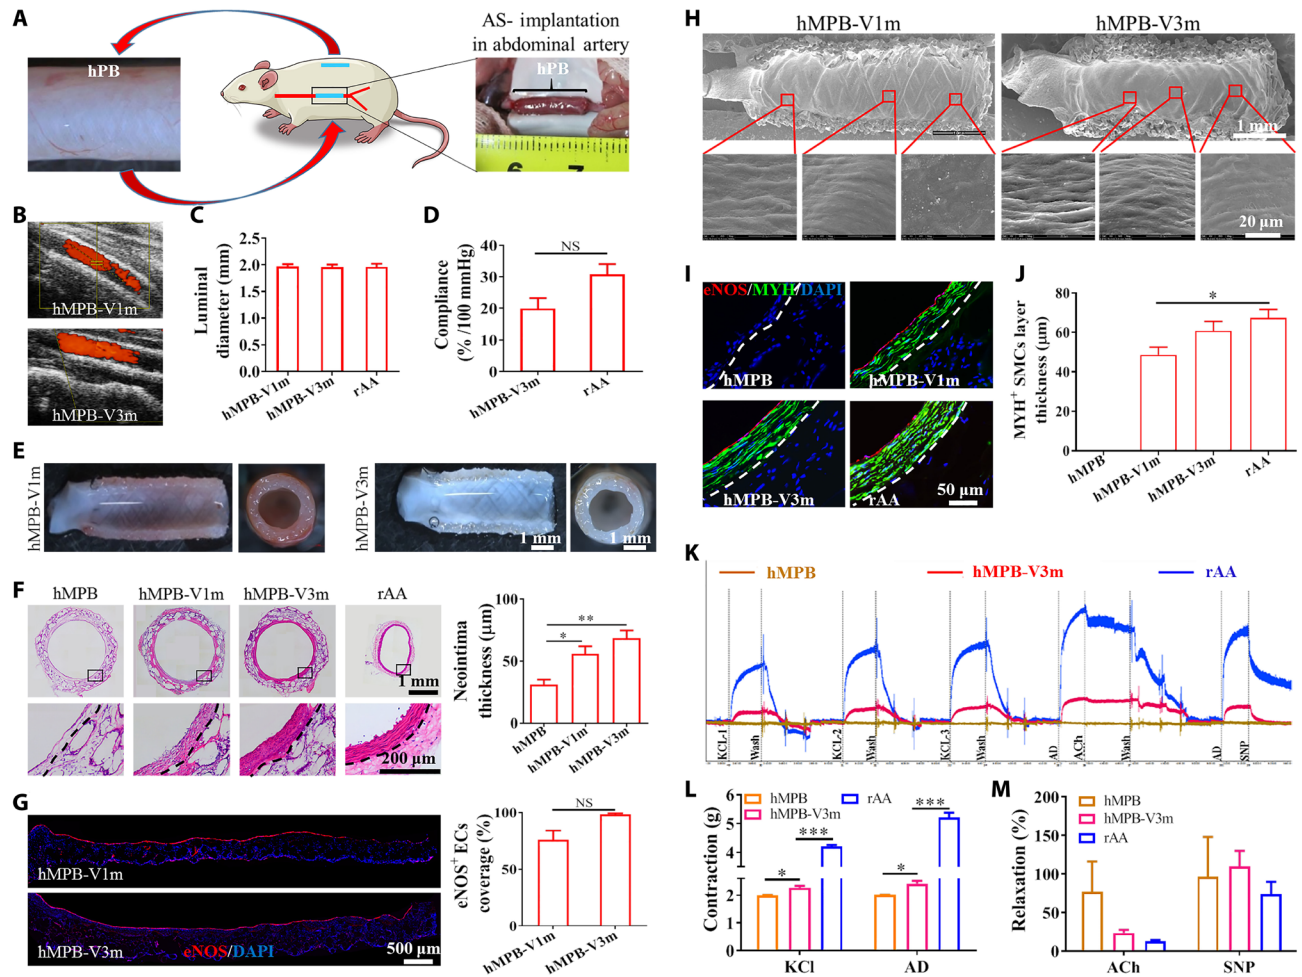 A
hPB
AS- implantation
in abdominal artery
hPB
6 7
B
hMPB-V1m
hMPB-V3m
C
Luminal
diameter (mm)
2.5
2.0
1.5
1.0
0.5
0.0
hMPB-V1m
hMPB-V3m
rAA
D
Compliance
(% /100 mmHg)
40
30
20
10
0
NS
hMPB-V3m
rAA
E
hMPB-V1m
hMPB-V3m
1 mm
1 mm
F
hMPB
hMPB-V1m
hMPB-V3m
rAA
1 mm
200 µm
Neointima
thickness (µm)
100
50
0
*
**
hMPB
hMPB-V1m
hMPB-V3m
G
hMPB-V1m
hMPB-V3m
eNOS/DAPI
500 µm
eNOS+ ECs
coverage (%)
100
50
0
NS
hMPB-V1m
hMPB-V3m
H
hMPB-V1m
hMPB-V3m
1 mm
20 µm
I
eNOS/MYH/DAPI
hMPB
hMPB-V1m
hMPB-V3m
rAA
50 µm
J
MYH+ SMCs layer
thickness (µm)
80
60
40
20
0
*
hMPB
hMPB-V1m
hMPB-V3m
rAA
K
hMPB
hMPB-V3m
rAA
KCL-1
Wash
KCL-2
Wash
KCL-3
Wash
AD
ACh
Wash
AD
SNP
L
Contraction (g)
6
5
4
2
1
0
hMPB
hMPB-V3m
rAA
*
***
*
***
KCl
AD
M
Relaxation (%)
200
150
100
50
0
hMPB
hMPB-V3m
rAA
ACh
SNP